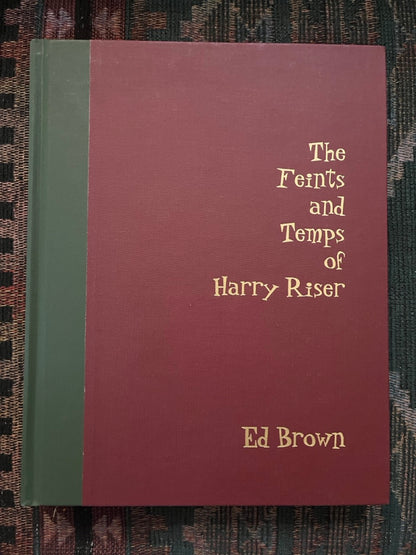 The
Feints
and
Temps
of
Harry Riser
Ed Brown